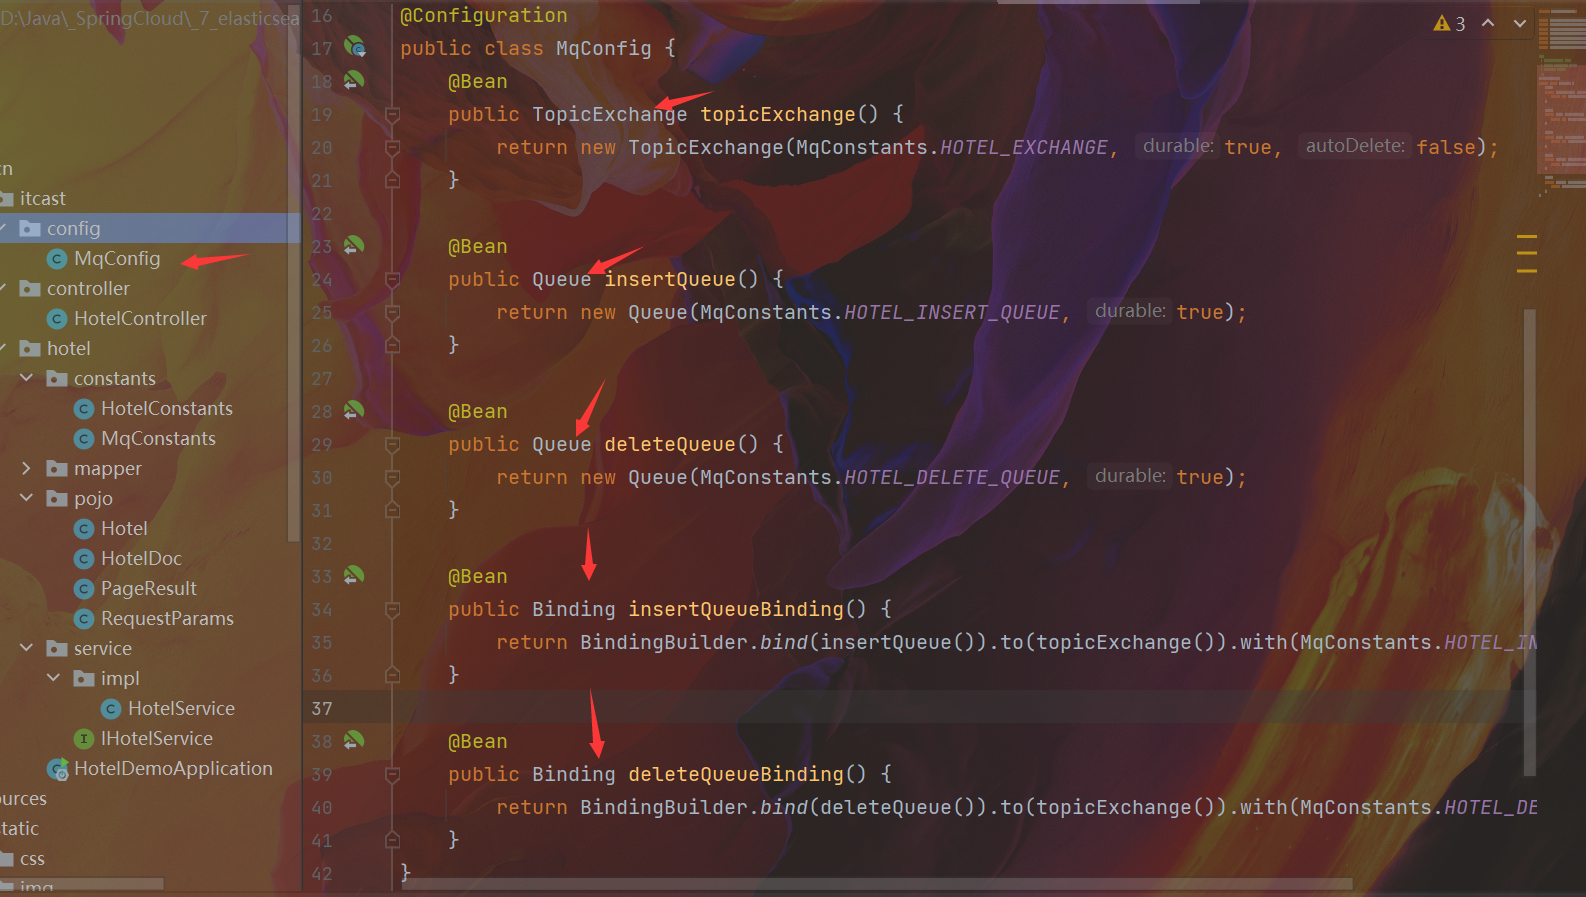 D:\Java\_SpringCloud\_7_elasticsea
cn
itcast
config
MqConfig
controller
HotelController
hotel
constants
HotelConstants
MqConstants
mapper
pojo
Hotel
HotelDoc
PageResult
RequestParams
service
impl
HotelService
IHotelService
HotelDemoApplication
ources
static
css
img
3
16 @Configuration
17 public class MqConfig {
18 @Bean
19 public TopicExchange topicExchange() {
20 return new TopicExchange(MqConstants.HOTEL_EXCHANGE, durable: true, autoDelete: false);
21 }
22
23 @Bean
24 public Queue insertQueue() {
25 return new Queue(MqConstants.HOTEL_INSERT_QUEUE, durable: true);
26 }
27
28 @Bean
29 public Queue deleteQueue() {
30 return new Queue(MqConstants.HOTEL_DELETE_QUEUE, durable: true);
31 }
32
33 @Bean
34 public Binding insertQueueBinding() {
35 return BindingBuilder.bind(insertQueue()).to(topicExchange()).with(MqConstants.HOTEL_IN
36 }
37
38 @Bean
39 public Binding deleteQueueBinding() {
40 return BindingBuilder.bind(deleteQueue()).to(topicExchange()).with(MqConstants.HOTEL_DE
41 }
42 }